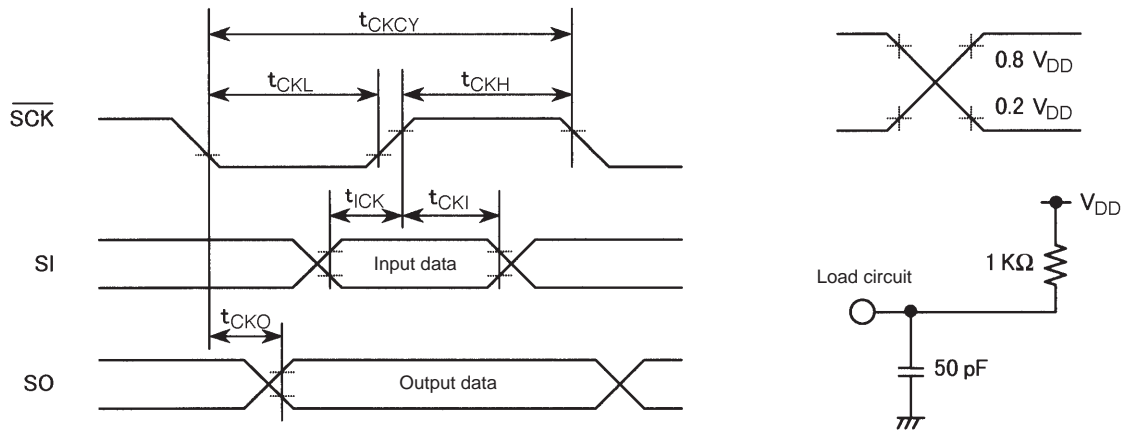 tCKCY
tCKL
tCKH
SCK
tICK
tCKI
SI
Input data
tCKO
SO
Output data
0.8 VDD
0.2 VDD
VDD
1 KΩ
Load circuit
50 pF